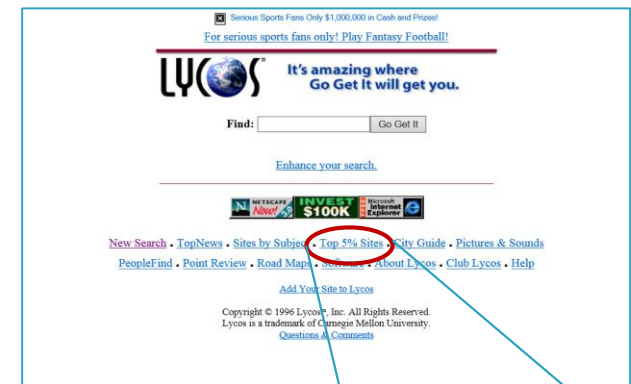 Serious Sports Fans Only $1,000,000 in Cash and Prizes!
For serious sports fans only! Play Fantasy Football!
LYCOS™
It's amazing where
Go Get It will get you.
Find: Go Get It
Enhance your search.
NETSCAPE Now! INVEST $100K Microsoft Internet Explorer
New Search • TopNews • Sites by Subject • Top 5% Sites • City Guide • Pictures & Sounds
PeopleFind • Point Review • Road Maps • Software • About Lycos • Club Lycos • Help
Add Your Site to Lycos
Copyright © 1996 Lycos™, Inc. All Rights Reserved.
Lycos is a trademark of Carnegie Mellon University.
Questions & Comments